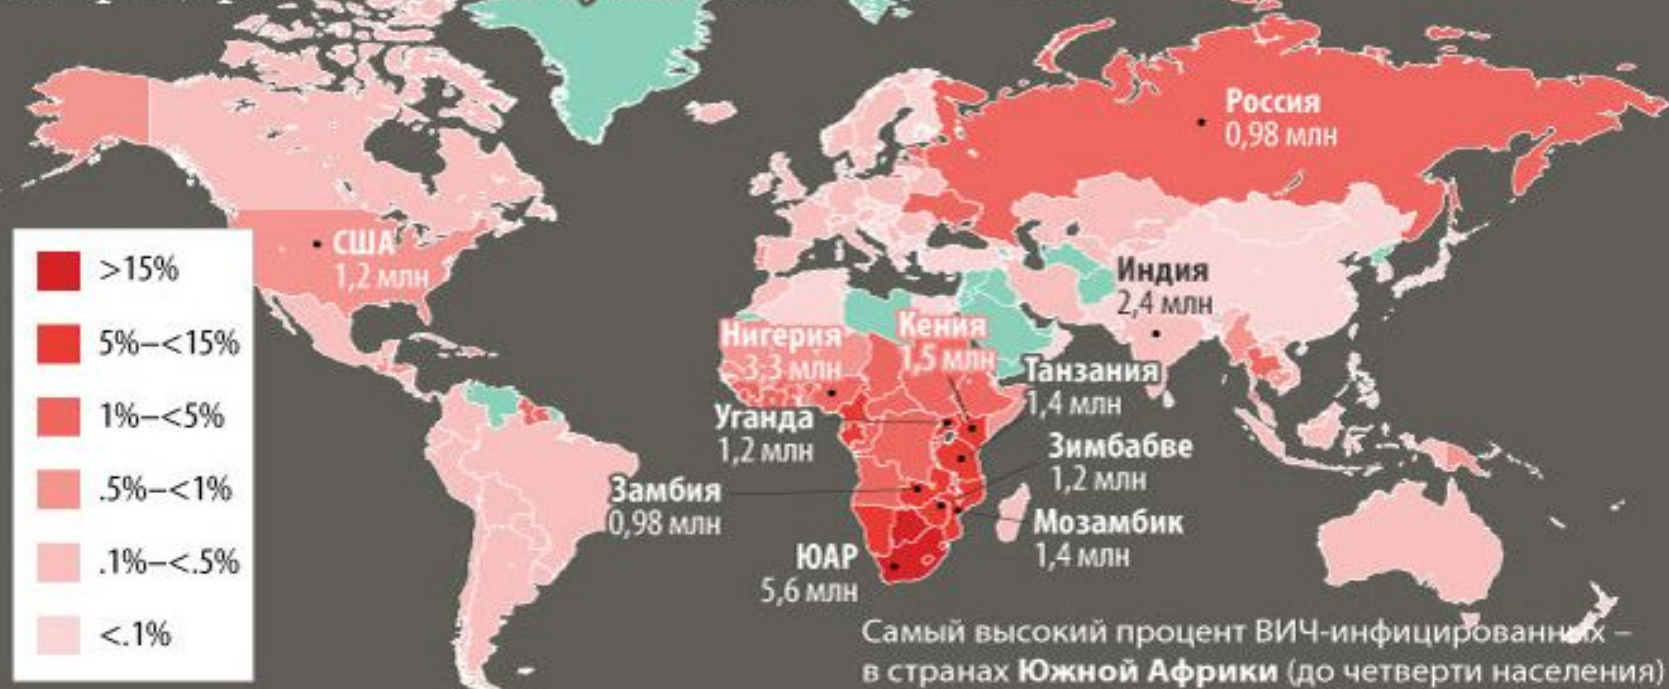 Россия
0,98 млн
США
1,2 млн
>15%
5%–<15%
1%–<5%
.5%–<1%
.1%–<.5%
<.1%
Индия
2,4 млн
Нигерия
3,3 млн
Кения
1,5 млн
Танзания
1,4 млн
Уганда
1,2 млн
Зимбабве
1,2 млн
Замбия
0,98 млн
Мозамбик
1,4 млн
ЮАР
5,6 млн
Самый высокий процент ВИЧ-инфицированных –
в странах Южной Африки (до четверти населения)